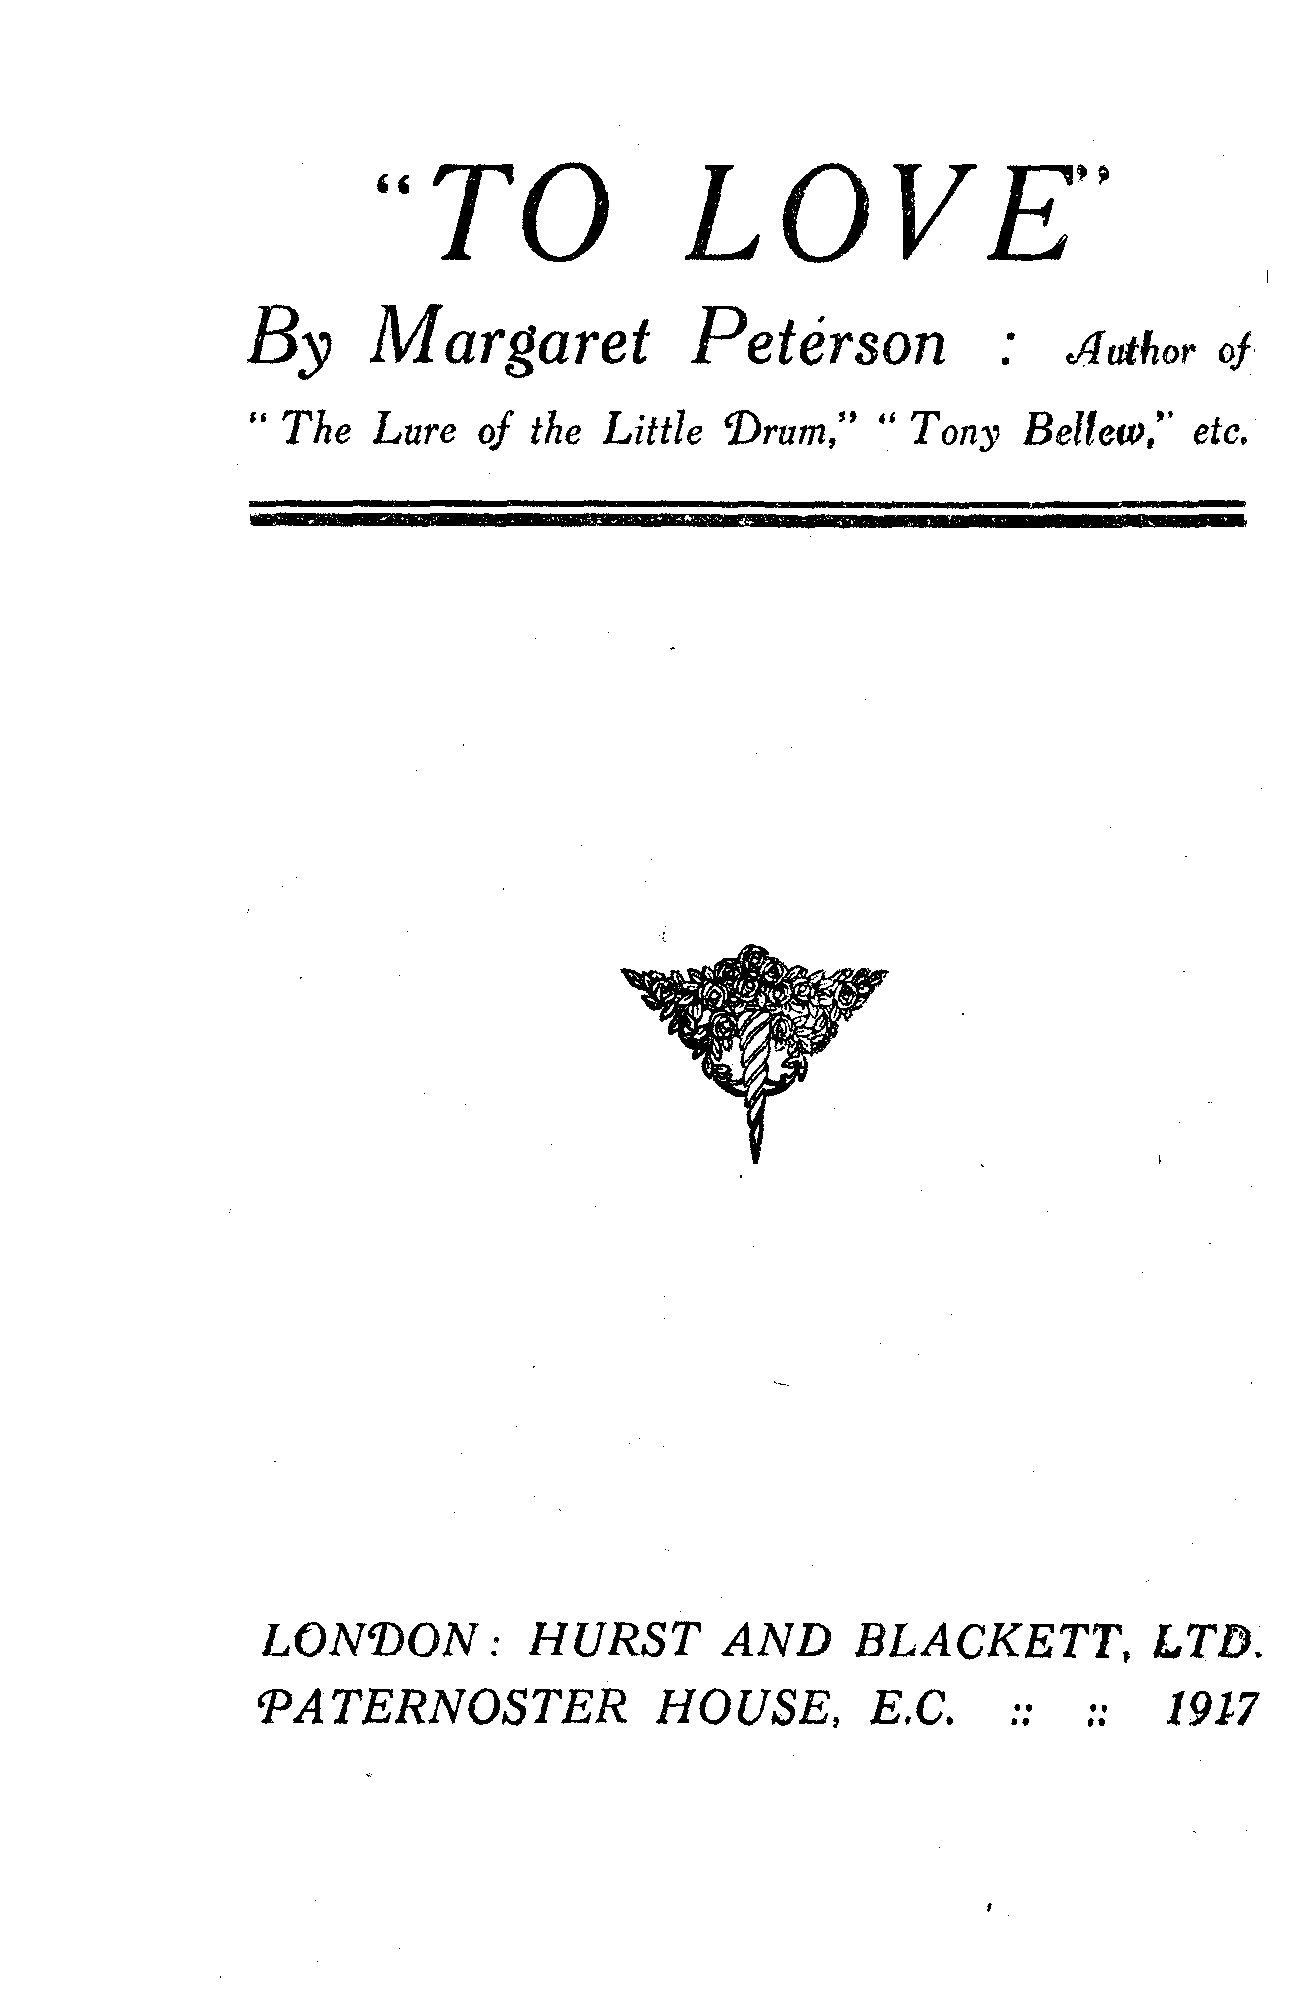 “TO LOVE”
By Margaret Peterson : Author of
“ The Lure of the Little Drum,” “ Tony Bellew,” etc.
LONDON : HURST AND BLACKETT, LTD.
PATERNOSTER HOUSE, E.C. :: :: 1917